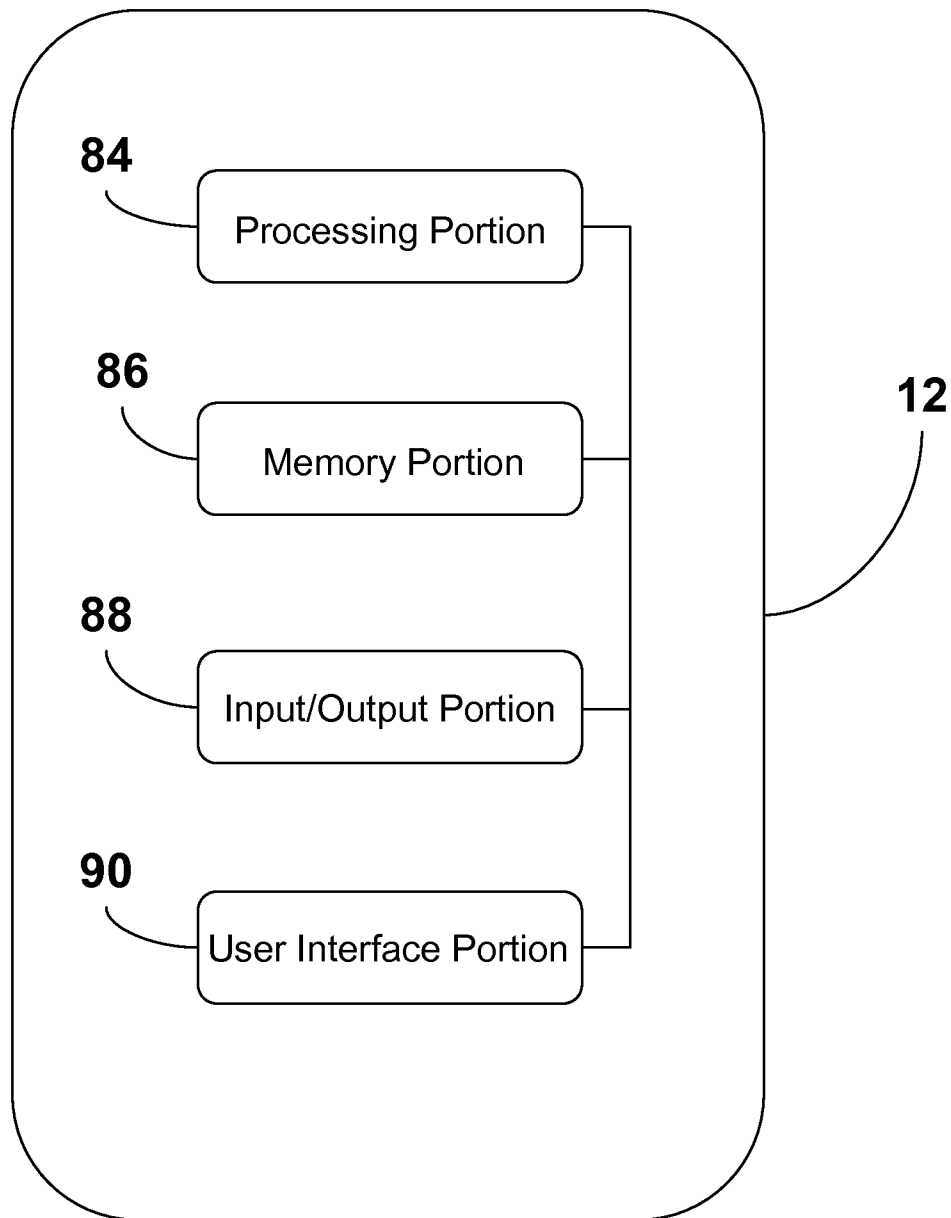 84
Processing Portion
86
Memory Portion
12
88
Input/Output Portion
90
User Interface Portion